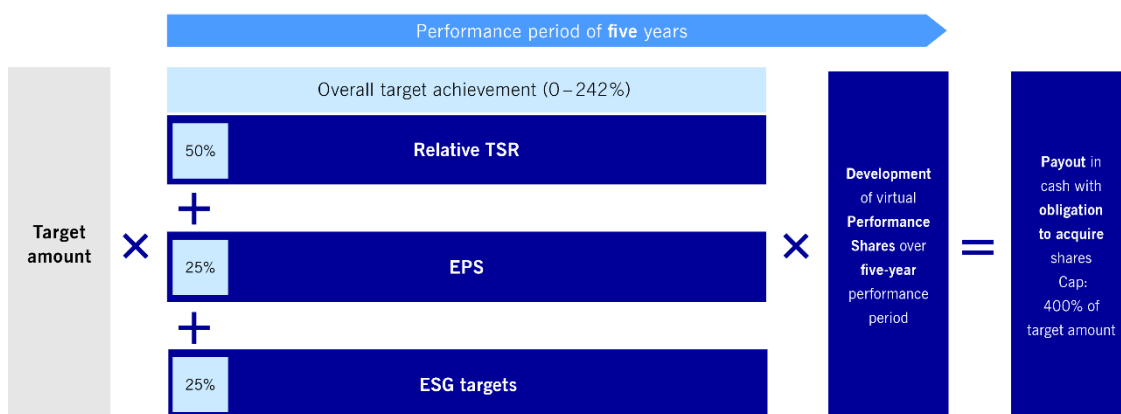 Performance period of five years
Overall target achievement (0–242%)
Target
amount
×
50%
Relative TSR
+
25%
EPS
+
25%
ESG targets
×
Development
of virtual
Performance
Shares over
five-year
performance
period
=
Payout in
cash with
obligation
to acquire
shares
Cap:
400% of
target amount